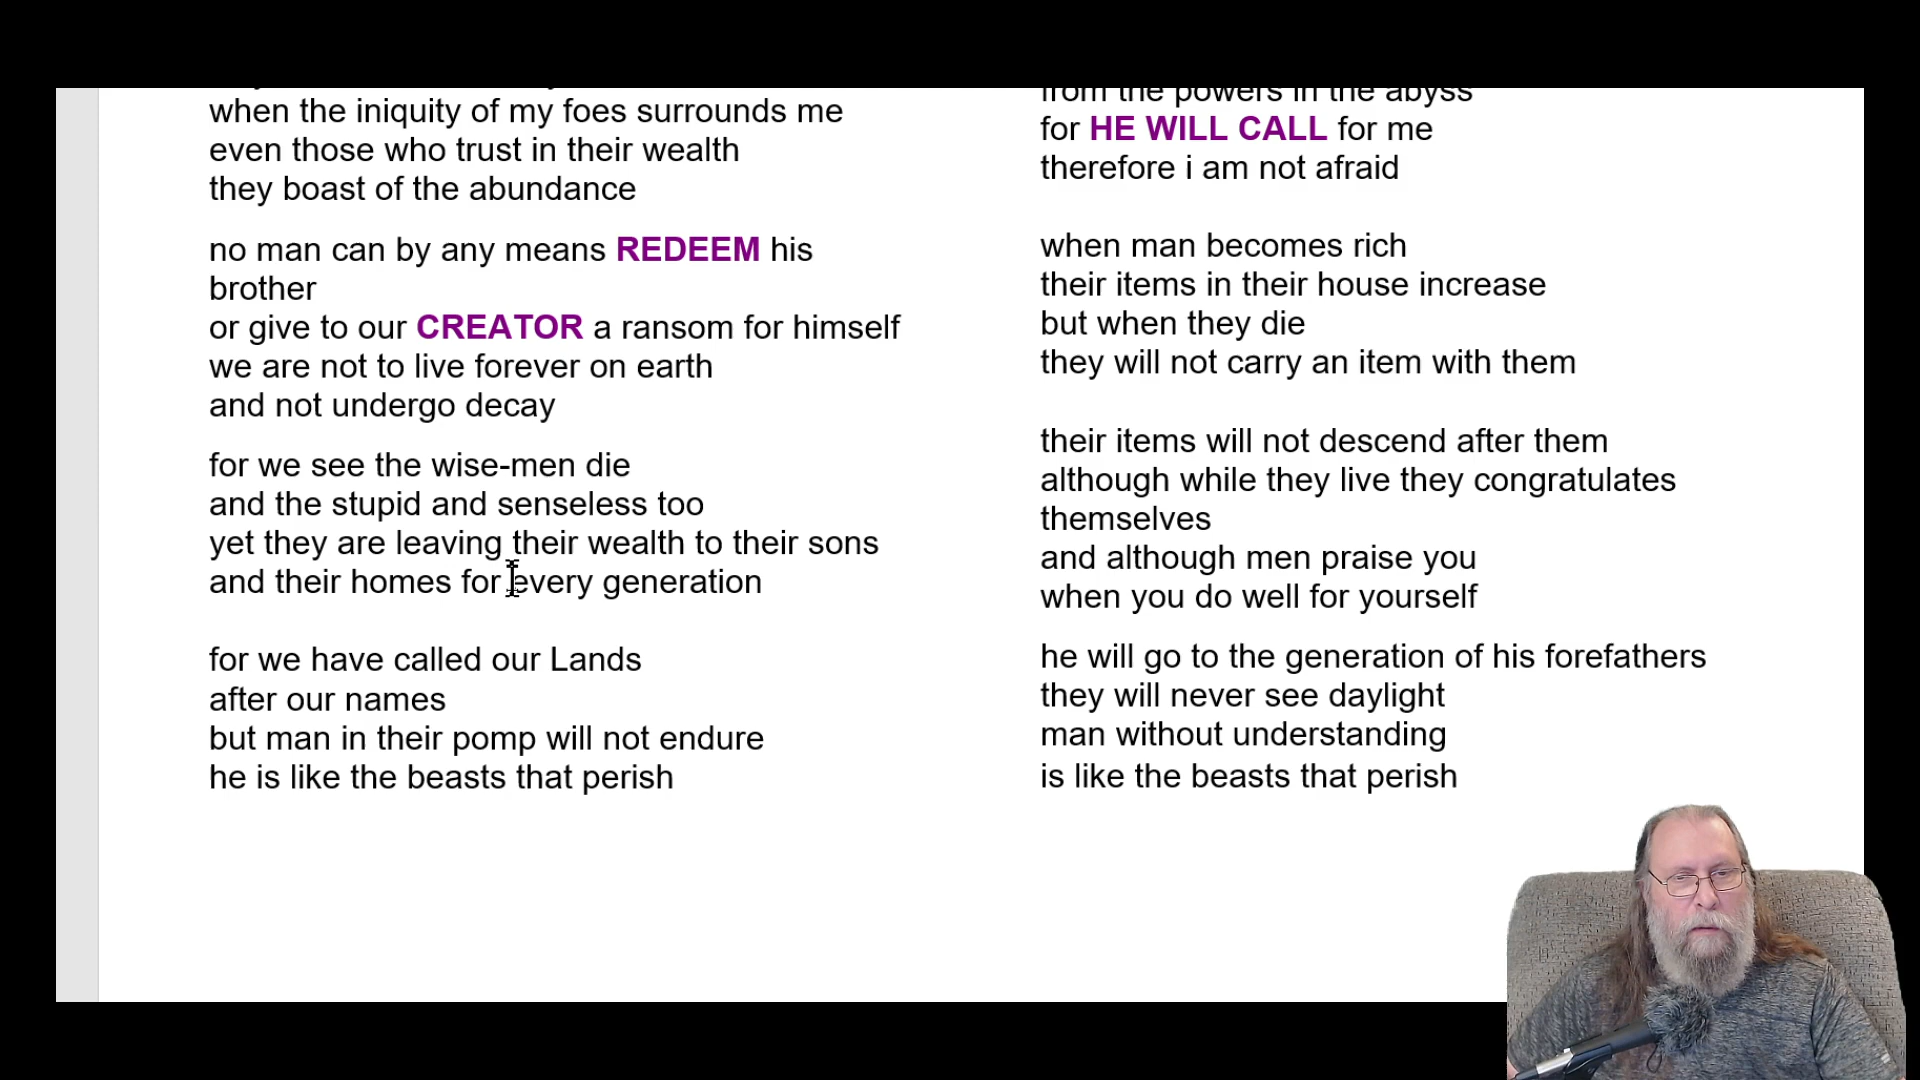 when the iniquity of my foes surrounds me
even those who trust in their wealth
they boast of the abundance
no man can by any means REDEEM his
brother
or give to our CREATOR a ransom for himself
we are not to live forever on earth
and not undergo decay
for we see the wise-men die
and the stupid and senseless too
yet they are leaving their wealth to their sons
and their homes for every generation
for we have called our Lands
after our names
but man in their pomp will not endure
he is like the beasts that perish
from the powers in the abyss
for HE WILL CALL for me
therefore i am not afraid
when man becomes rich
their items in their house increase
but when they die
they will not carry an item with them
their items will not descend after them
although while they live they congratulates
themselves
and although men praise you
when you do well for yourself
he will go to the generation of his forefathers
they will never see daylight
man without understanding
is like the beasts that perish